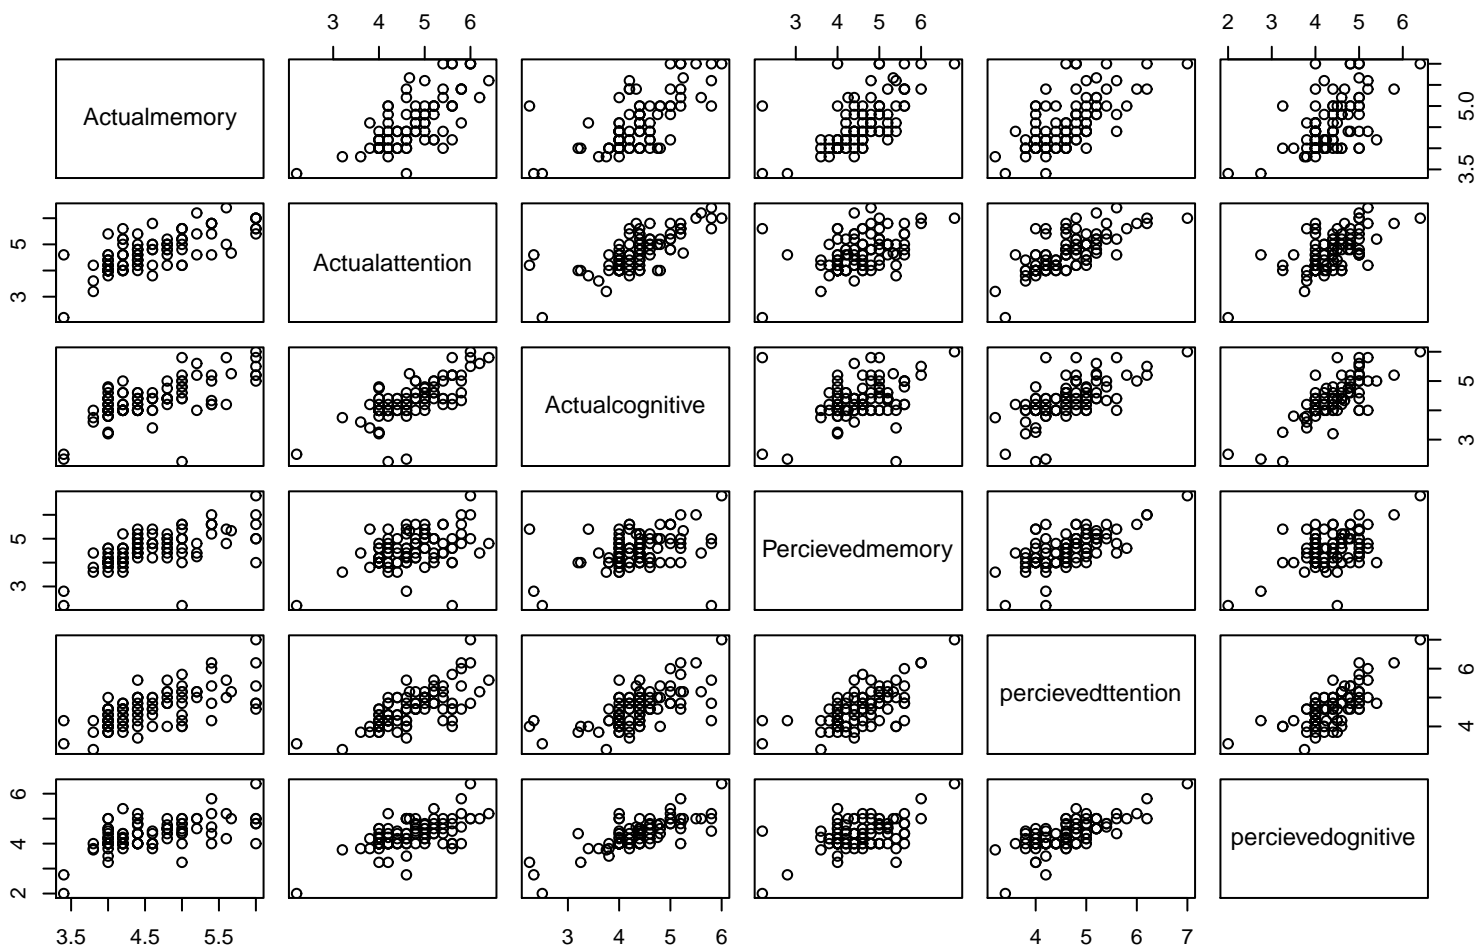 3 4 5 6 3 4 5 6 2 3 4 5 6
Actualmemory
3.5 5.0
3 5
Actualattention
Actualcognitive
3 5
3 5
Percievedmemory
percievedttention
4 6
2 4 6
percievedognitive
3.5 4.5 5.5 3 4 5 6 4 5 6 7